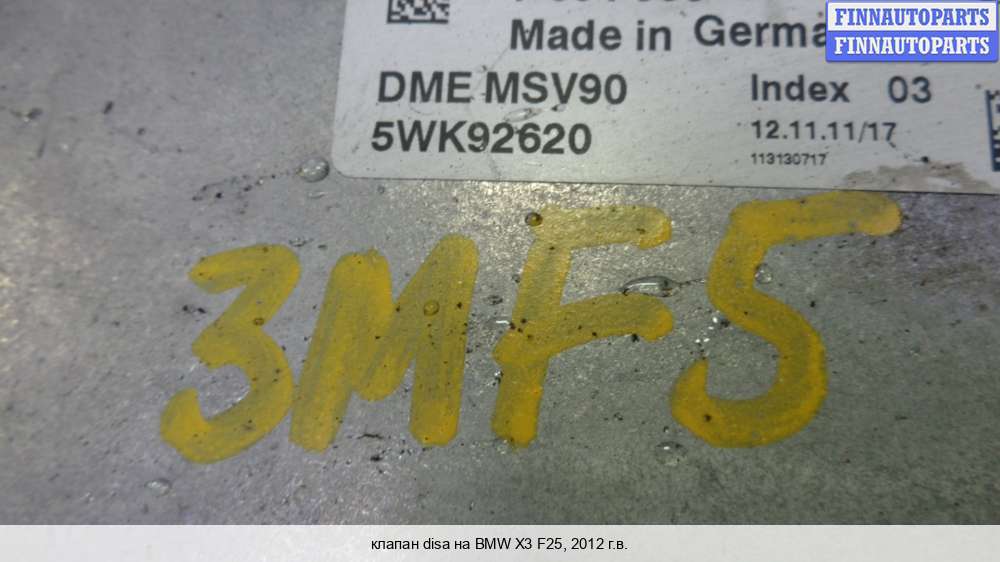 FINNAUTOPARTS
FINNAUTOPARTS
Made in
DME MSV90
Index 03
5WK92620
12.11.11/17
113130717
3MF5
клапан disa на BMW X3 F25, 2012 г.в.